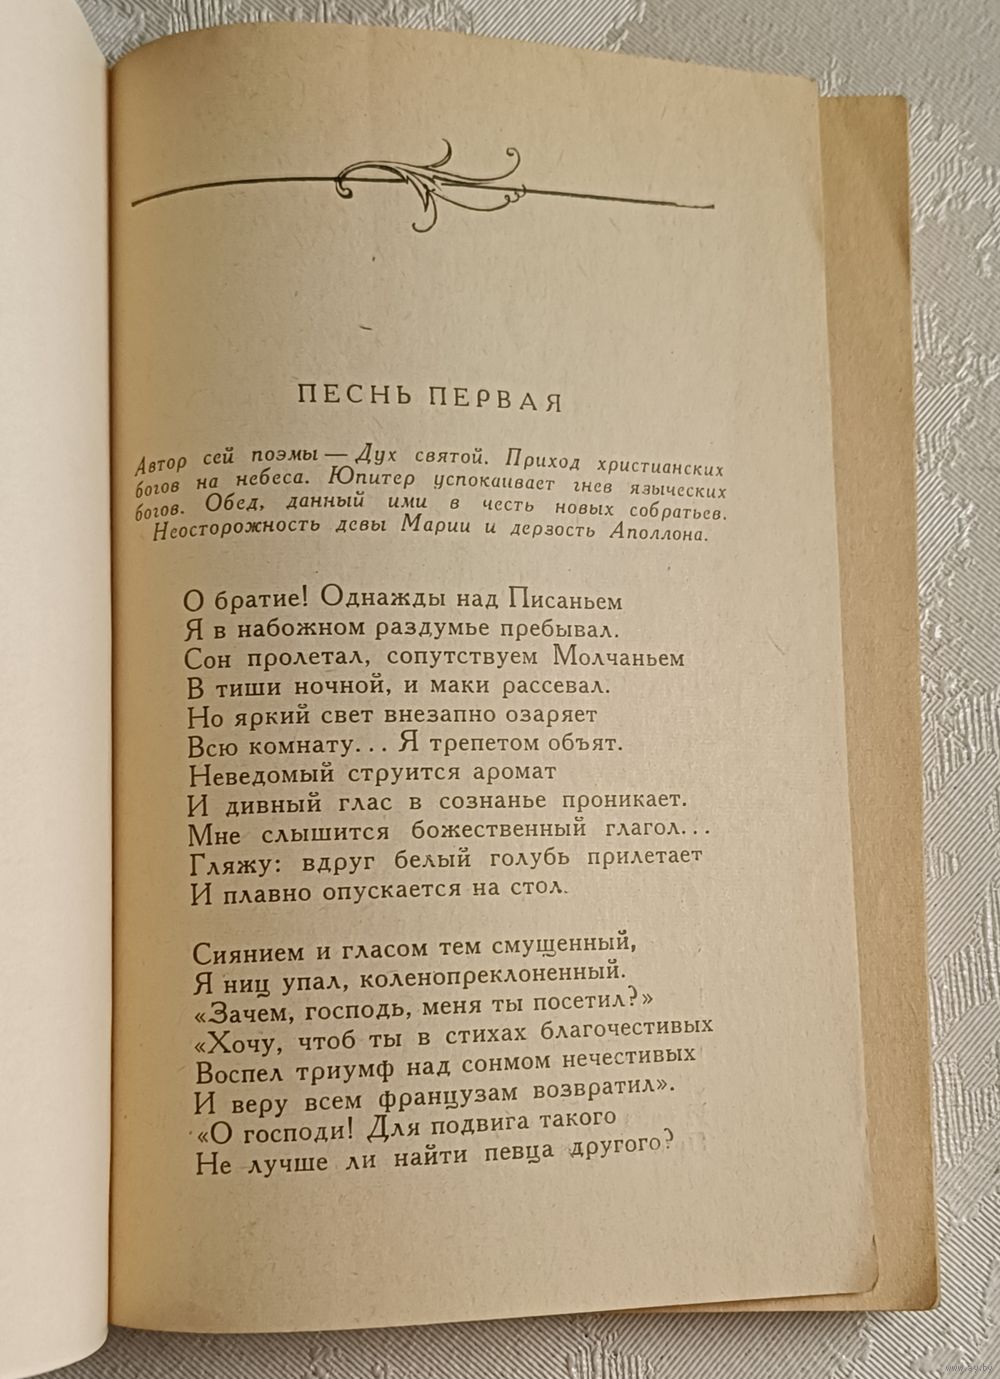 ПЕСНЬ ПЕРВАЯ
Автор сей поэмы — Дух святой. Приход христианских
богов на небеса. Юпитер успокаивает гнев языческих
богов. Обед, данный ими в честь новых собратьев.
Неосторожность девы Марии и дерзость Аполлона.
О братие! Однажды над Писаньем
Я в набожном раздумье пребывал.
Сон пролетал, сопутствуем Молчаньем
В тиши ночной, и маки рассевал.
Но яркий свет внезапно озаряет
Всю комнату... Я трепетом объят.
Неведомый струится аромат
И дивный глас в сознанье проникает.
Мне слышится божественный глагол...
Гляжу: вдруг белый голубь прилетает
И плавно опускается на стол.
Сиянием и гласом тем смущенный,
Я ниц упал, коленопреклоненный.
«Зачем, господь, меня ты посетил?»
«Хочу, чтоб ты в стихах благочестивых
Воспел триумф над сонмом нечестивых
И веру всем французам возвратил».
«О господи! Для подвига такого
Не лучше ли найти певца другого?
www.ay.by